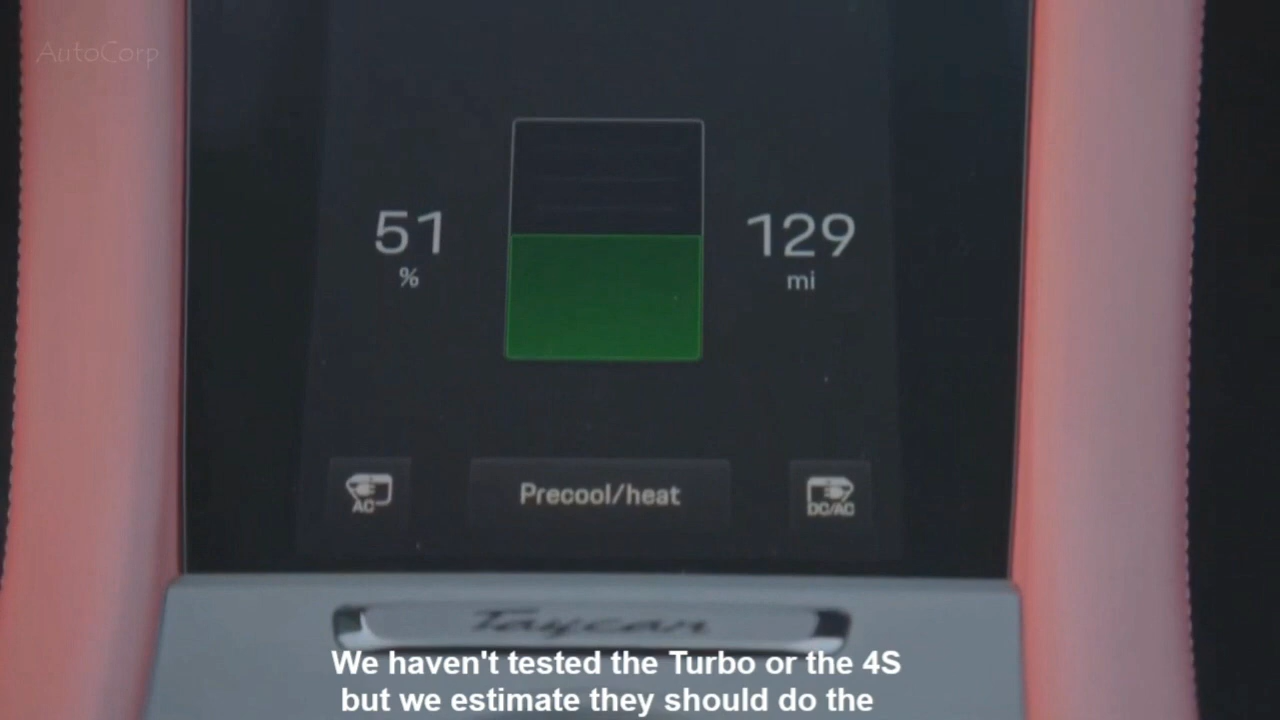 AutoCorp
51
%
129
mi
AC
Precool/heat
DC/AC
Taycan
We haven't tested the Turbo or the 4S
but we estimate they should do the